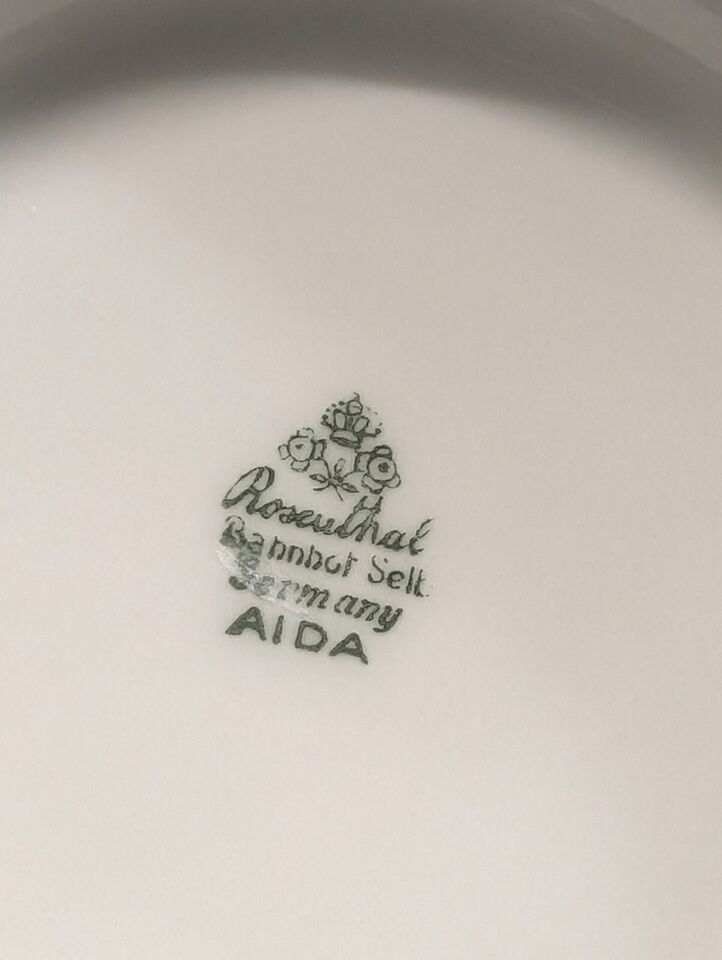 Rosenthal
Bahnhof Selb
Germany
AIDA